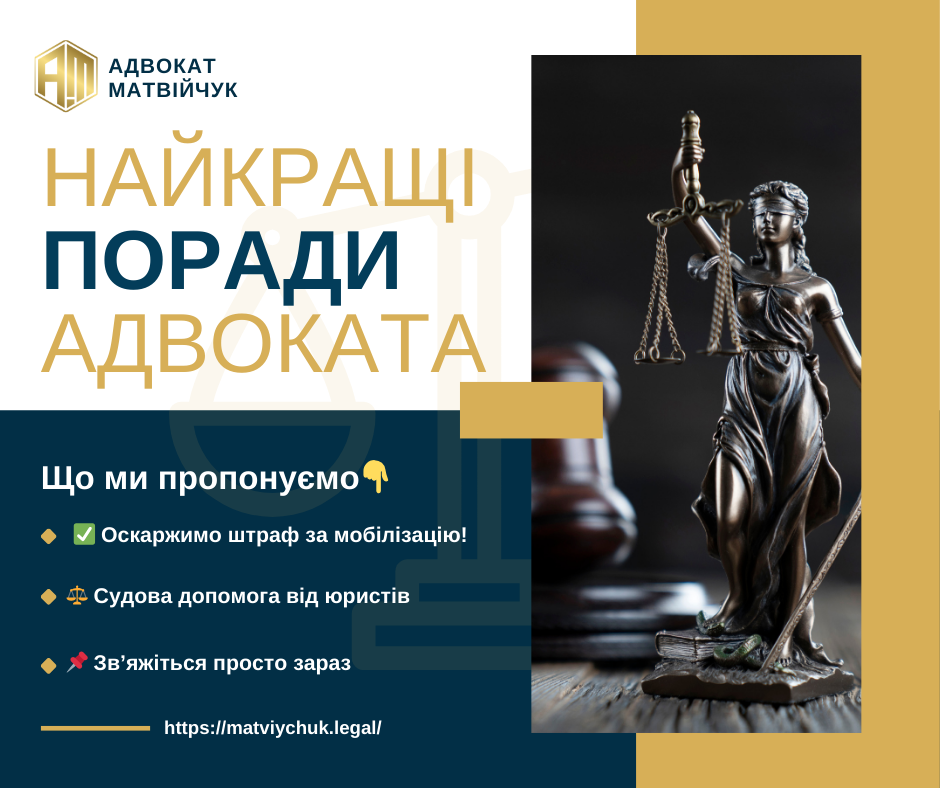 АДВОКАТ
МАТВІЙЧУК
НАЙКРАЩІ
ПОРАДИ
АДВОКАТА
Що ми пропонуємо👇
✅ Оскаржимо штраф за мобілізацію!
⚖️ Судова допомога від юристів
📌 Зв’яжіться просто зараз
https://matviychuk.legal/